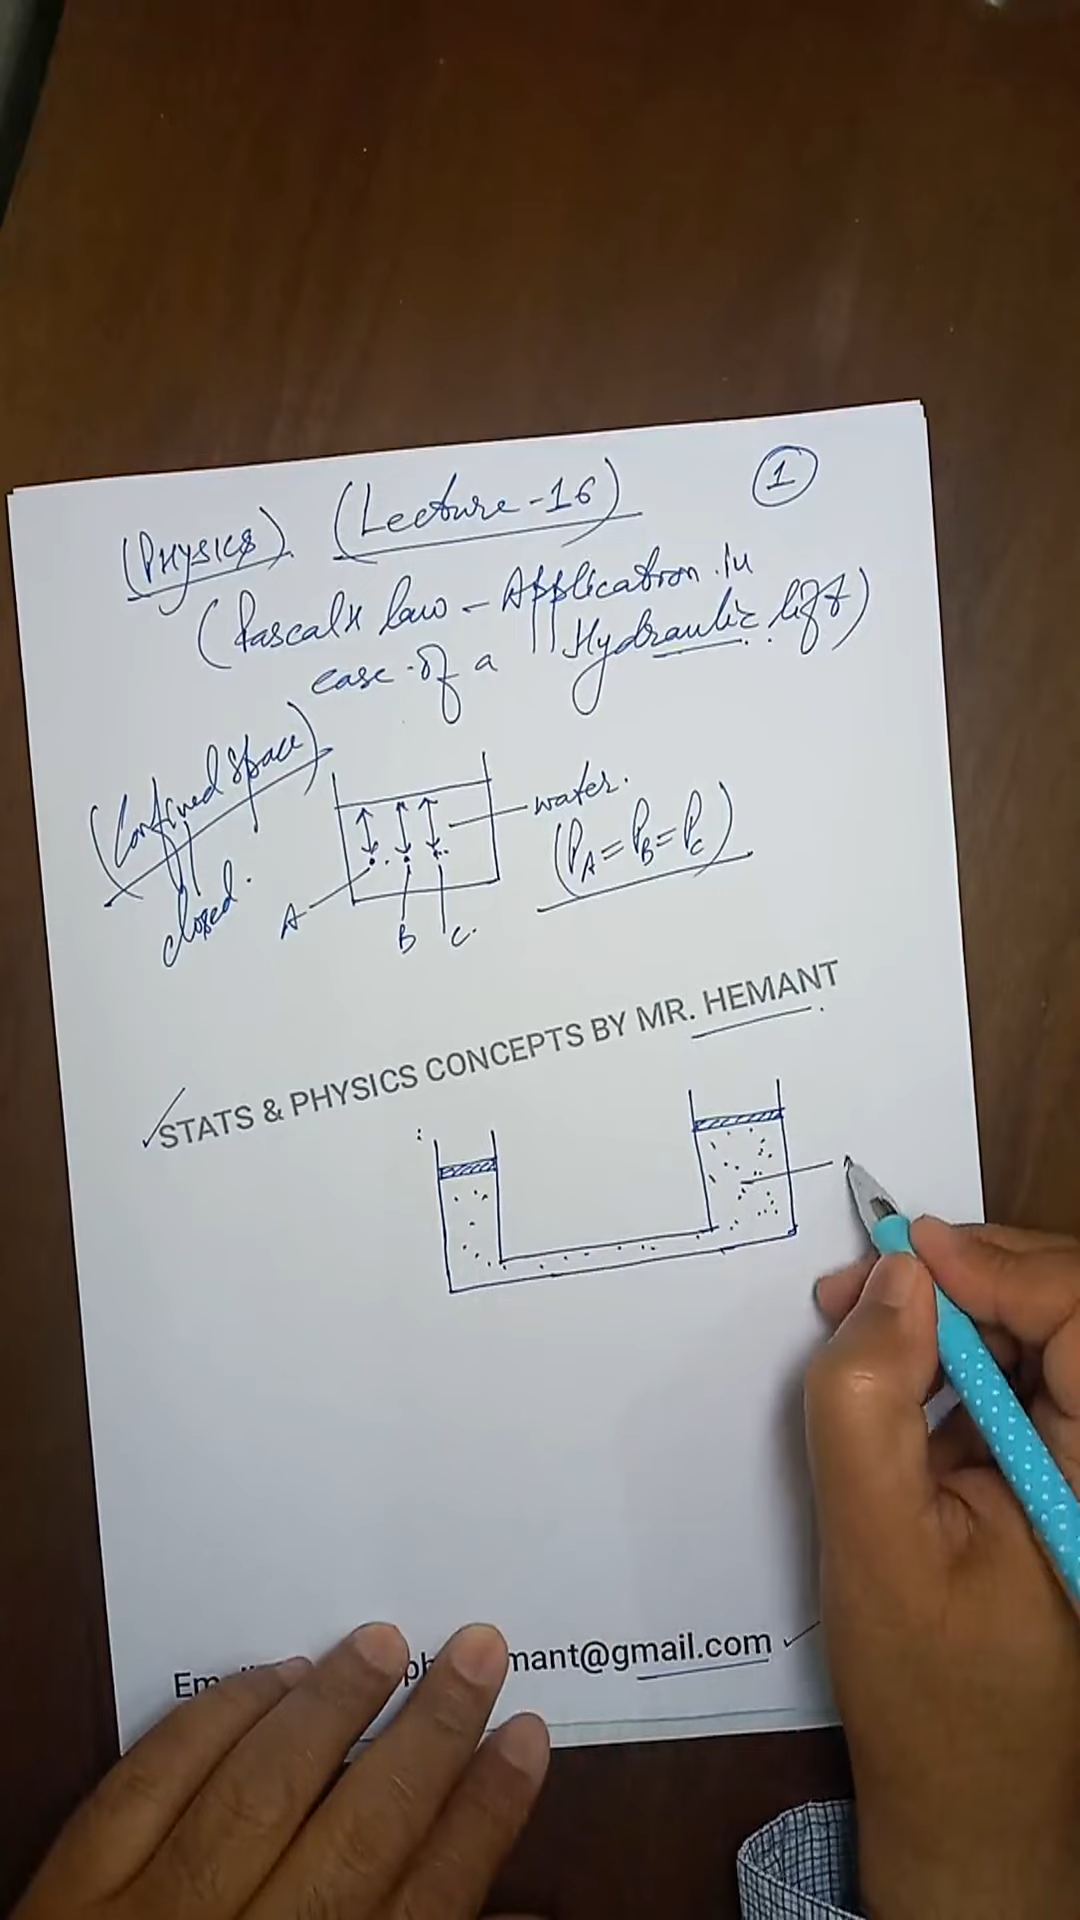 (PHYSICS) (Lecture-16) 1
(Pascal's law - Application in
case of a Hydraulic lift)
(Confined space)
closed.
water.
(PA = PB = PC)
A
B
C.
STATS & PHYSICS CONCEPTS BY MR. HEMANT
mant@gmail.com